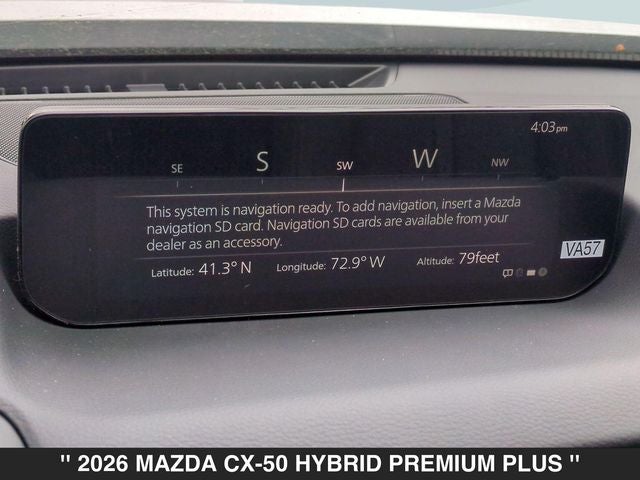 4:03pm
SE S SW W NW
This system is navigation ready. To add navigation, insert a Mazda
navigation SD card. Navigation SD cards are available from your
dealer as an accessory.
VA57
Latitude: 41.3° N Longitude: 72.9° W Altitude: 79feet
" 2026 MAZDA CX-50 HYBRID PREMIUM PLUS "